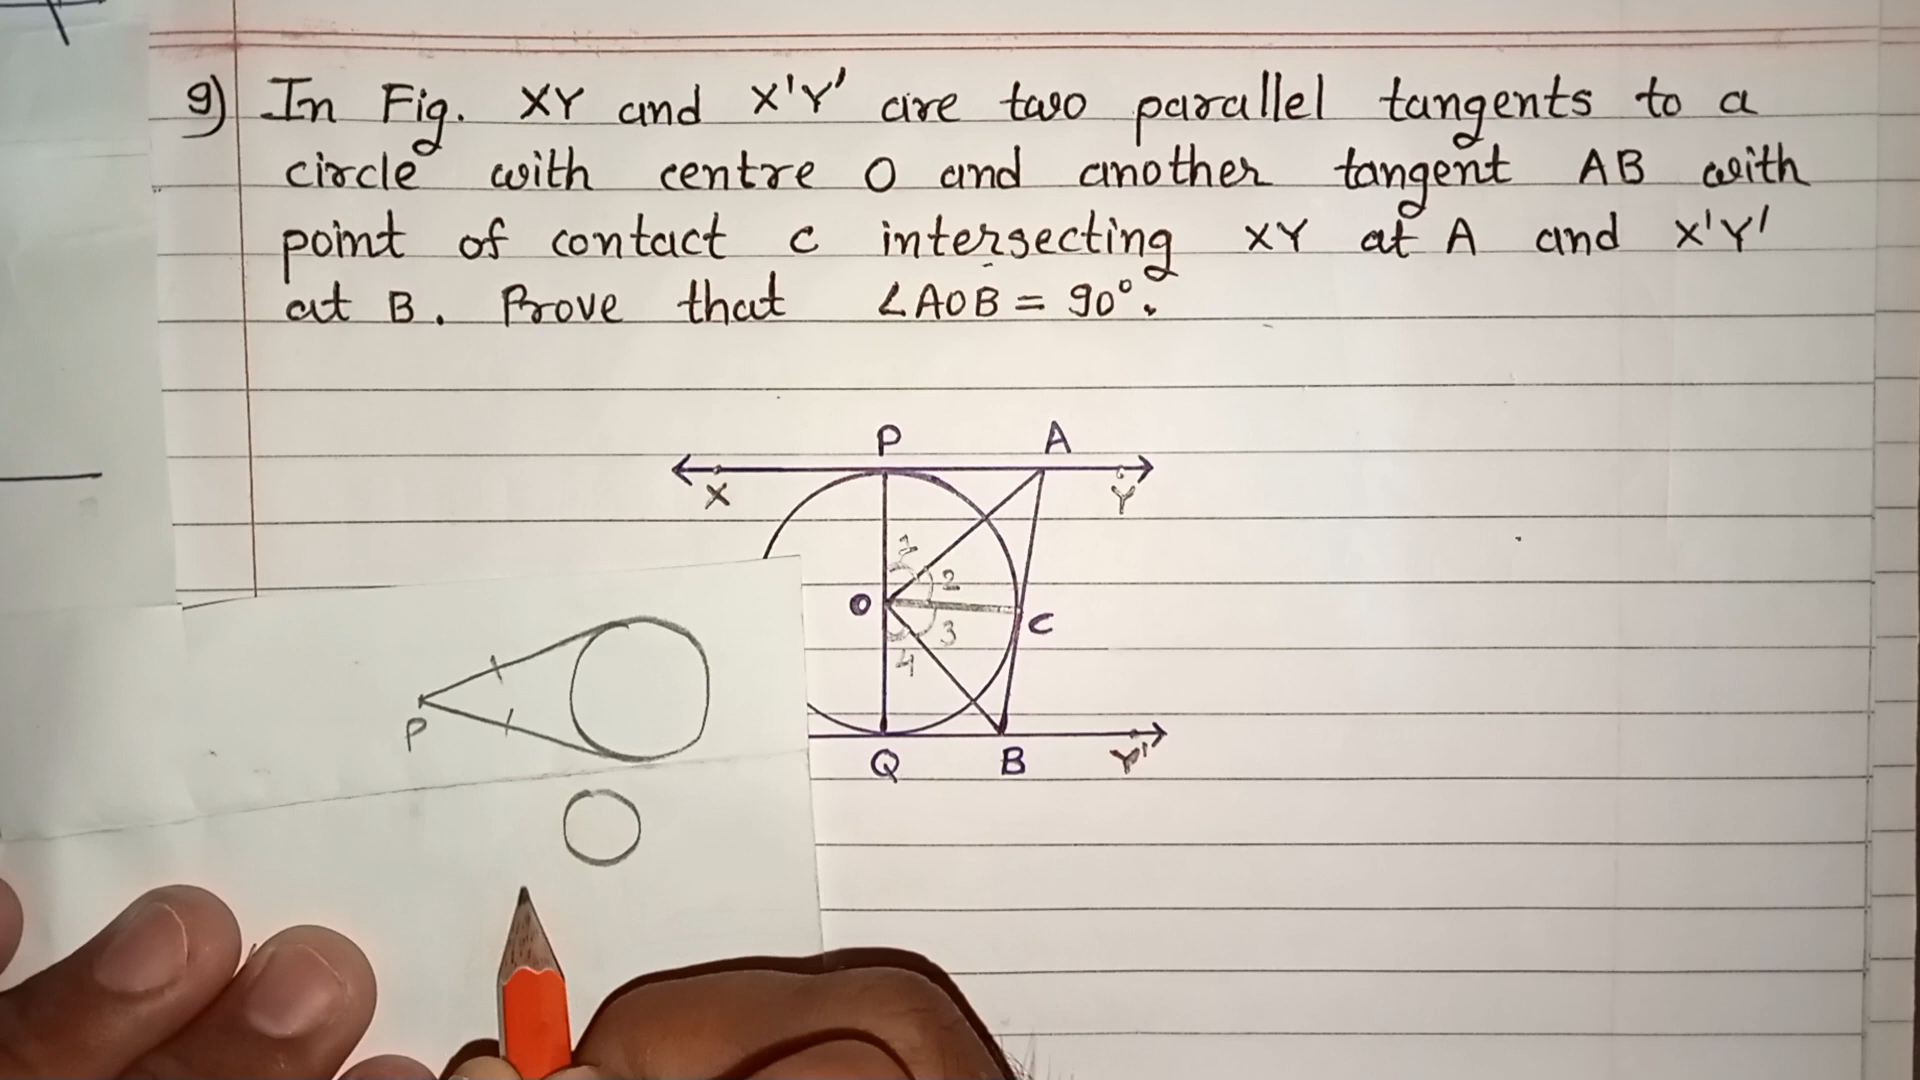 9) In Fig. XY and X'Y' are two parallel tangents to a
circle with centre O and another tangent AB with
point of contact C intersecting XY at A and X'Y'
at B. Prove that ∠AOB = 90°.
P A
X Y
1
2
O
C
3
4
P
Q B Y'